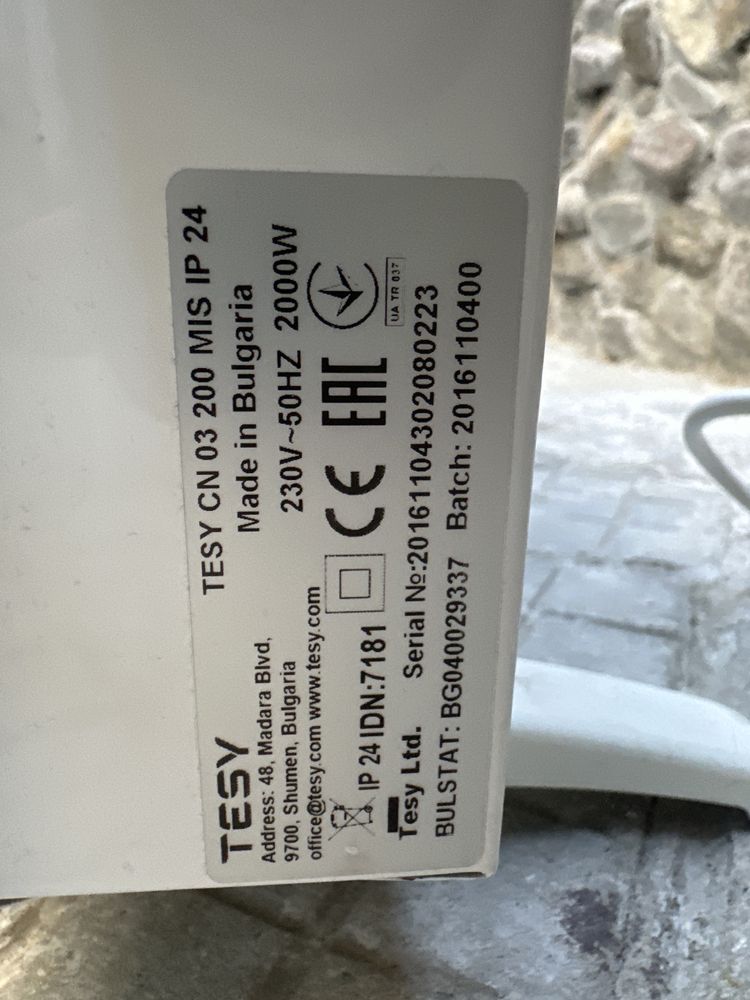 TESY
TESY CN 03 200 MIS IP 24
Address: 48, Madara Blvd,
Made in Bulgaria
9700, Shumen, Bulgaria
230V~50HZ 2000W
office@tesy.com www.tesy.com
IP 24 IDN:7181
CE EAC
UA TR 037
Tesy Ltd. Serial №:20161104302080223
BULSTAT: BG040029337 Batch: 2016110400